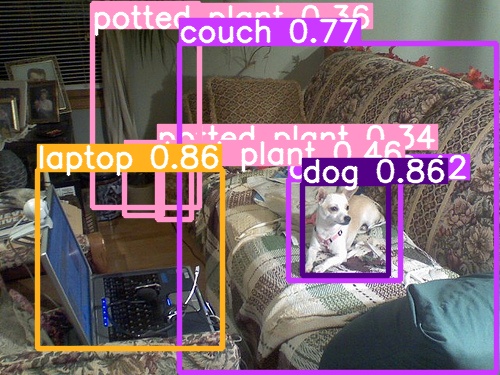 potted plant 0.36
couch 0.77
potted plant 0.34
plant 0.46
laptop 0.86
dog 0.86